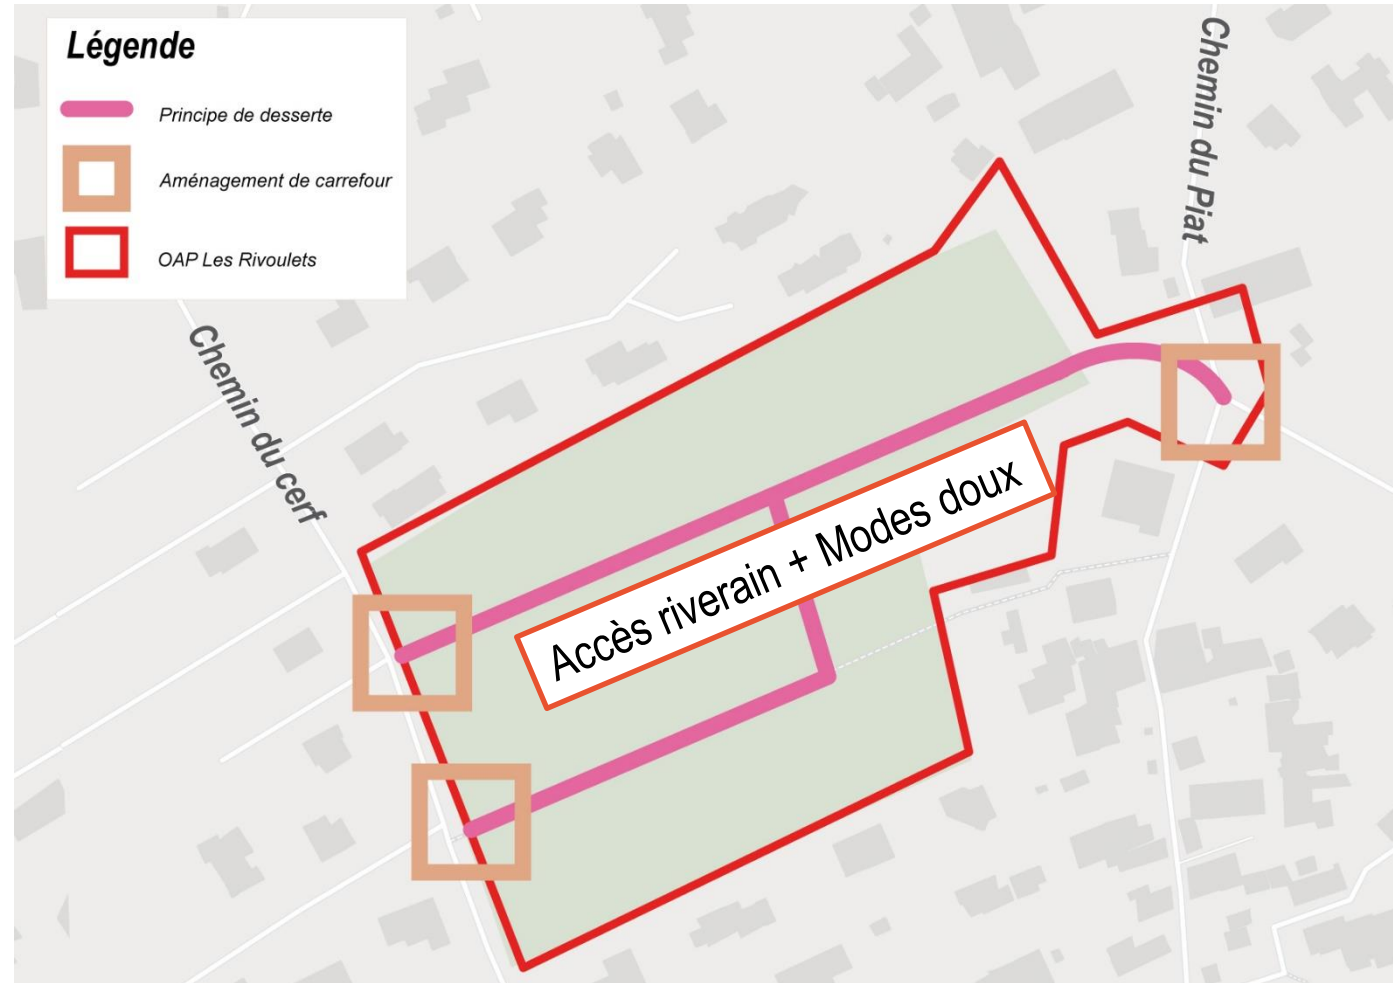 Légende
Principe de desserte
Aménagement de carrefour
OAP Les Rivoulets
Chemin du Piat
Chemin du cerf
Accès riverain + Modes doux